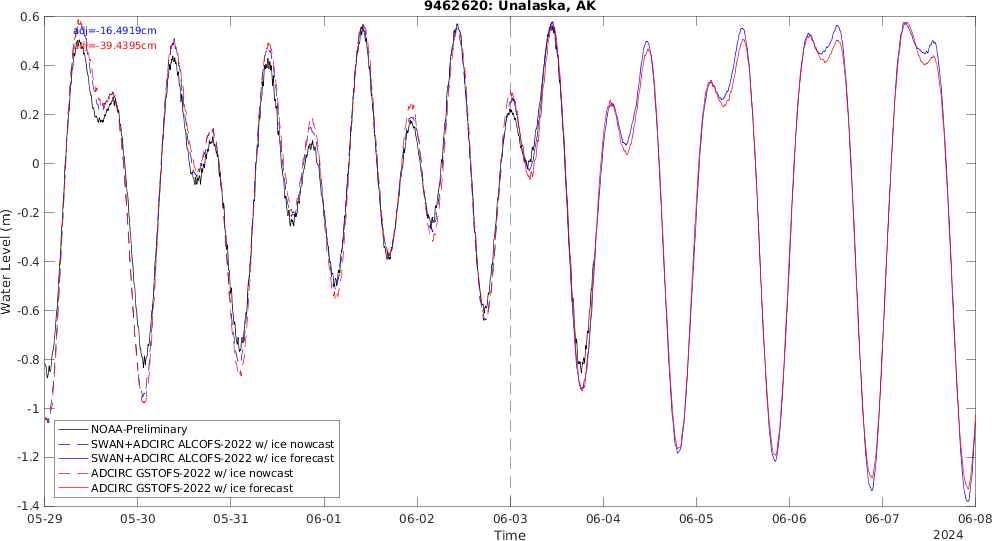 9462620: Unalaska, AK
adj=-16.4919cm
adj=-39.4395cm
Water Level (m)
0.6
0.4
0.2
0
-0.2
-0.4
-0.6
-0.8
-1
-1.2
-1.4
NOAA-Preliminary
SWAN+ADCIRC ALCOFS-2022 w/ ice nowcast
SWAN+ADCIRC ALCOFS-2022 w/ ice forecast
ADCIRC GSTOFS-2022 w/ ice nowcast
ADCIRC GSTOFS-2022 w/ ice forecast
05-29 05-30 05-31 06-01 06-02 06-03 06-04 06-05 06-06 06-07 06-08
Time
2024